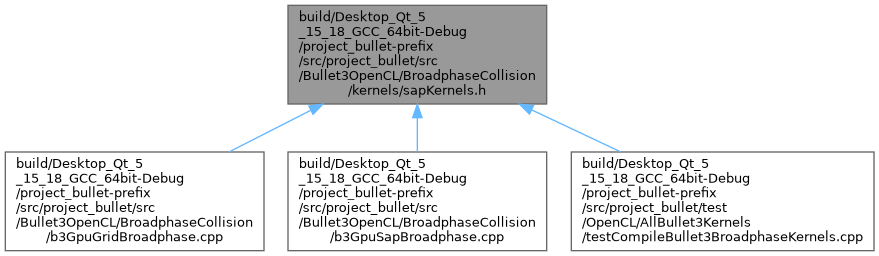 build/Desktop_Qt_5
_15_18_GCC_64bit-Debug
/project_bullet-prefix
/src/project_bullet/src
/Bullet3OpenCL/BroadphaseCollision
/kernels/sapKernels.h
build/Desktop_Qt_5
_15_18_GCC_64bit-Debug
/project_bullet-prefix
/src/project_bullet/src
/Bullet3OpenCL/BroadphaseCollision
/b3GpuGridBroadphase.cpp
build/Desktop_Qt_5
_15_18_GCC_64bit-Debug
/project_bullet-prefix
/src/project_bullet/src
/Bullet3OpenCL/BroadphaseCollision
/b3GpuSapBroadphase.cpp
build/Desktop_Qt_5
_15_18_GCC_64bit-Debug
/project_bullet-prefix
/src/project_bullet/test
/OpenCL/AllBullet3Kernels
/testCompileBullet3BroadphaseKernels.cpp